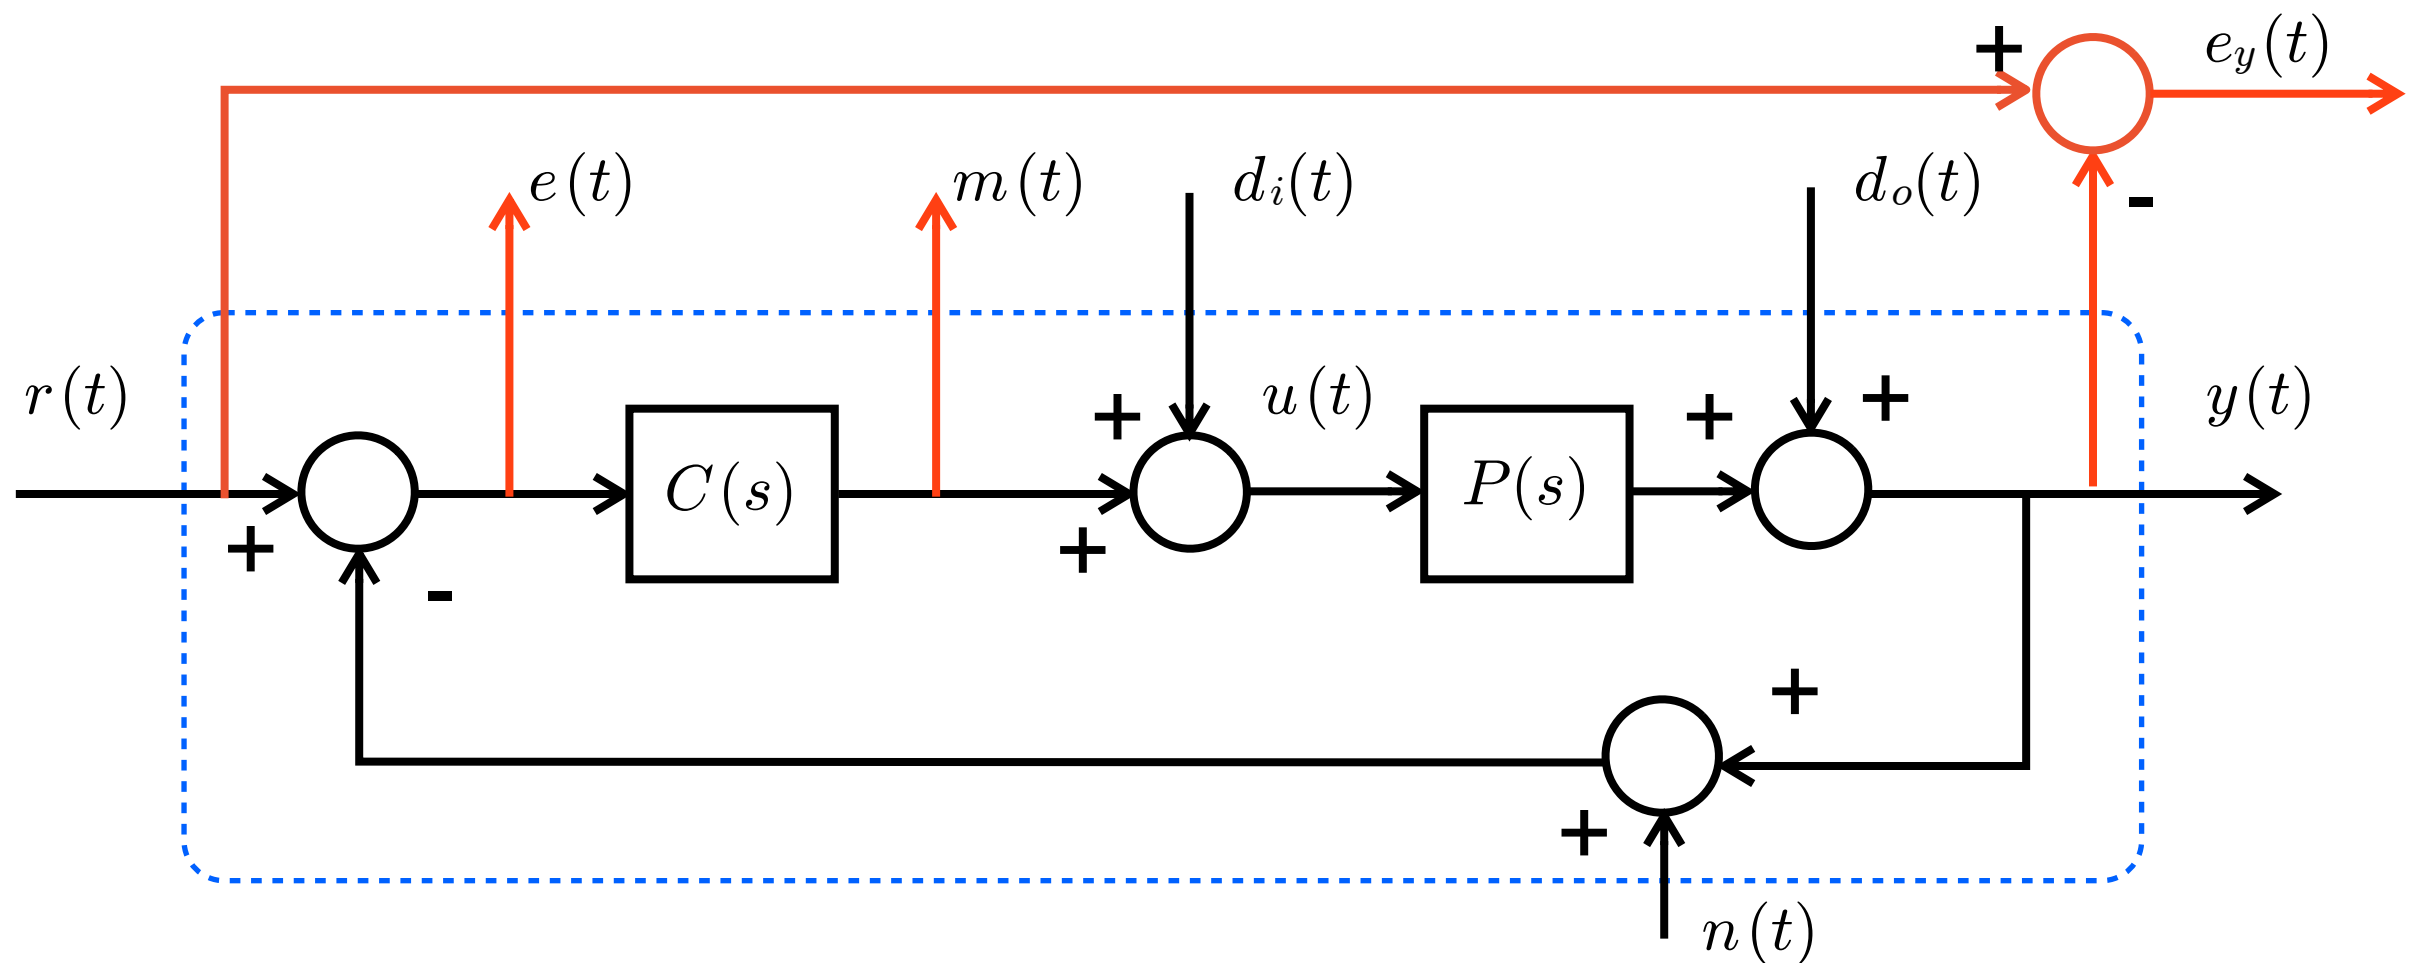 + e_y(t)
e(t) m(t) d_i(t) d_o(t) -
r(t) + u(t) + + y(t)
C(s) P(s)
+ - +
+
+
n(t)